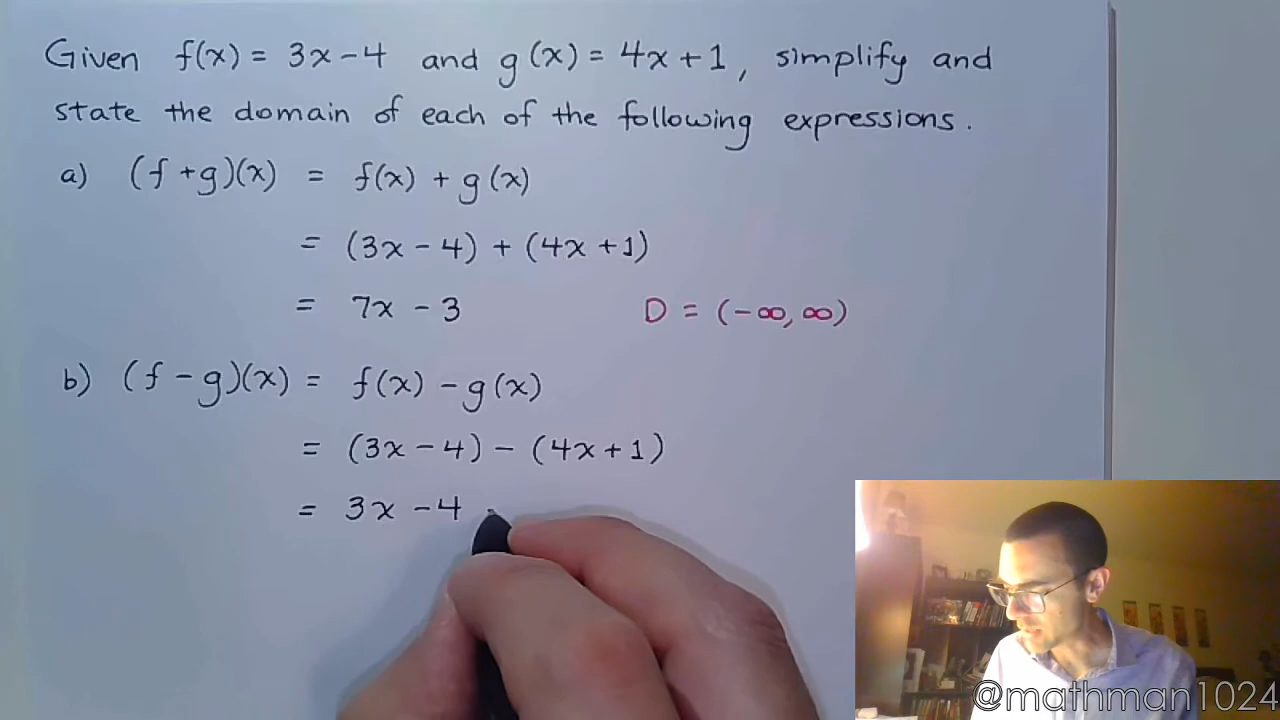 Given f(x) = 3x - 4 and g(x) = 4x + 1, simplify and
state the domain of each of the following expressions.
a) (f + g)(x) = f(x) + g(x)
= (3x - 4) + (4x + 1)
= 7x - 3 D = (-∞, ∞)
b) (f - g)(x) = f(x) - g(x)
= (3x - 4) - (4x + 1)
= 3x - 4
@mathman1024